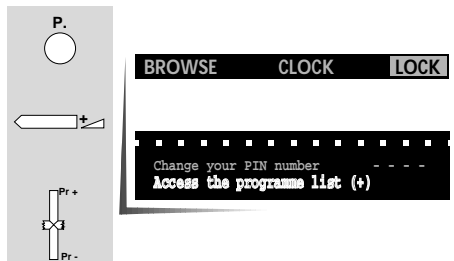 P.
+
Pr +
Pr -
BROWSE CLOCK LOCK
Change your PIN number - - - -
Access the programme list (+)